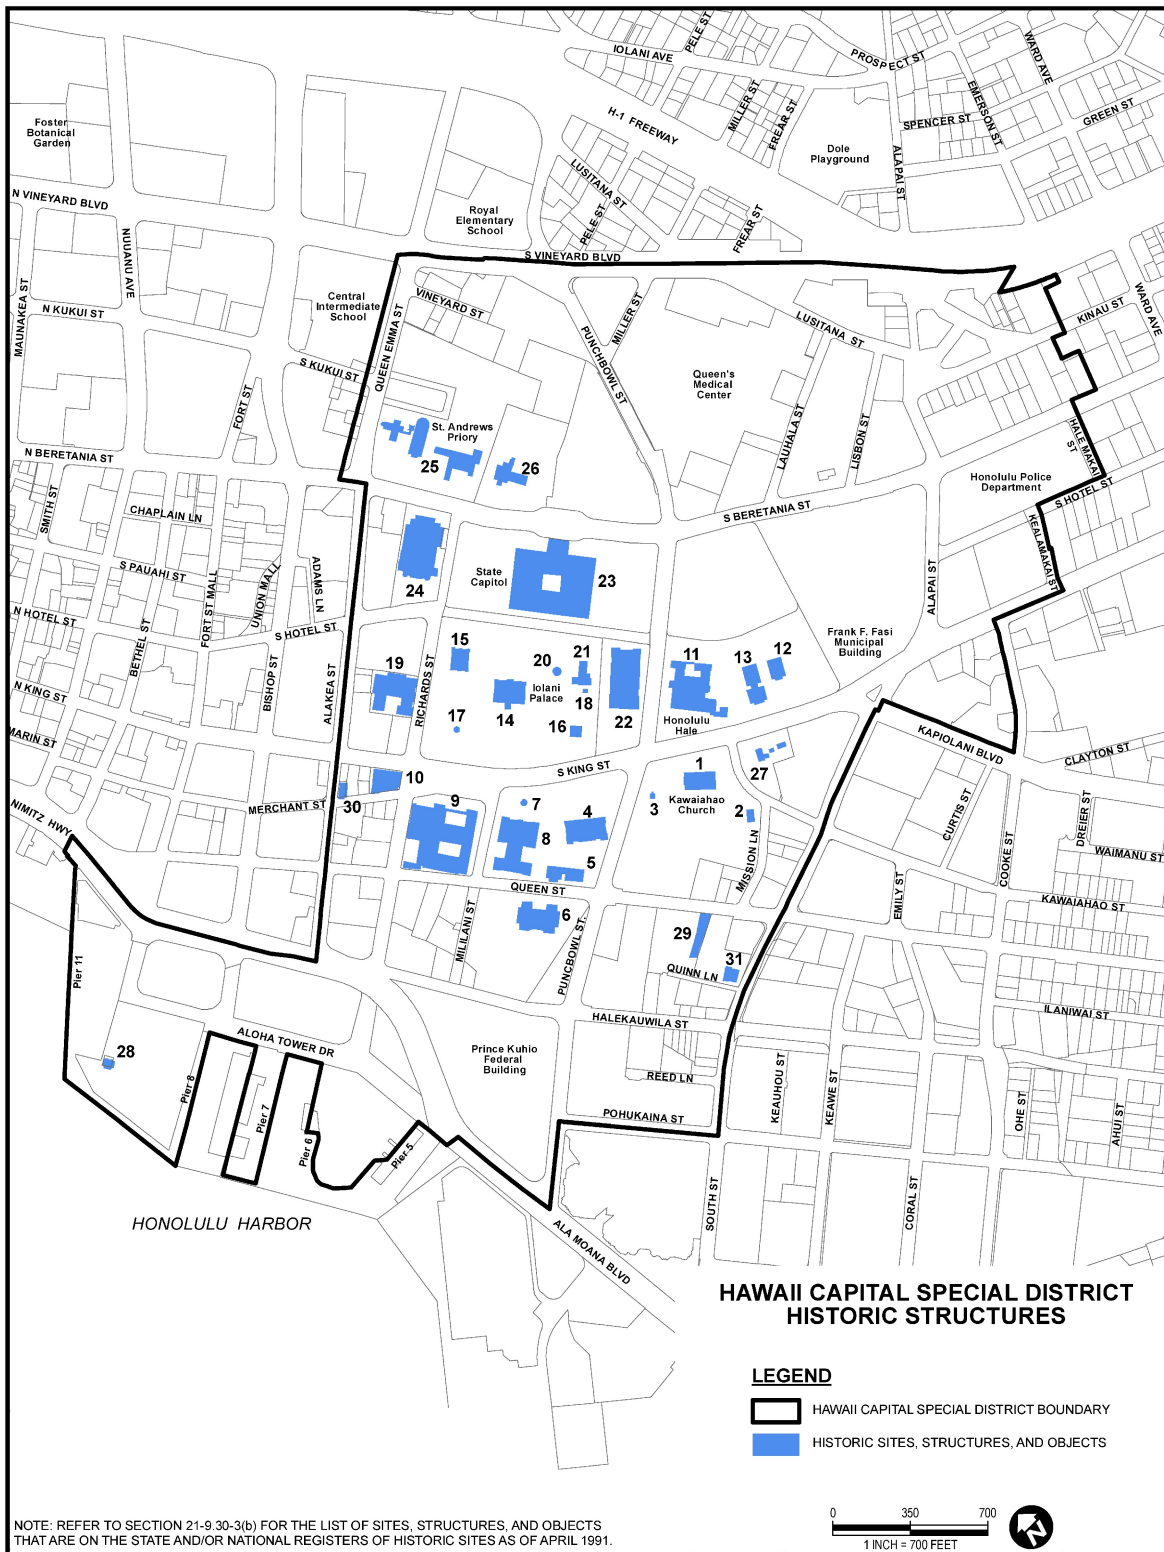 IOLANI AVE
PELE ST
PROSPECT ST
WARD AVE
MILLER ST
FREAR ST
EMERSON ST
SPENCER ST
GREEN ST
H-1 FREEWAY
Foster
Botanical
Garden
Dole
Playground
ALAPAI ST
LUSITANA ST
N VINEYARD BLVD
Royal
Elementary
School
PELE ST
FREAR ST
NUUANU AVE
S VINEYARD BLVD
MAUNAKEA ST
N KUKUI ST
Central
Intermediate
School
VINEYARD ST
MILLER ST
LUSITANA ST
KINAU ST
WARD AVE
QUEEN EMMA ST
PUNCHBOWL ST
S KUKUI ST
Queen's
Medical
Center
FORT ST
St. Andrews
Priory
LAUHALA ST
LISBON ST
HALE MAKAI
ST
N BERETANIA ST
25
26
Honolulu Police
Department
S HOTEL ST
SMITH ST
CHAPLAIN LN
S BERETANIA ST
KEALAMAKAI ST
S PAUAHI ST
FORT ST MALL
UNION MALL
ADAMS LN
24
State
Capitol
23
ALAPAI ST
N HOTEL ST
BETHEL ST
S HOTEL ST
15
21
11
13
12
Frank F. Fasi
Municipal
Building
19
20
Iolani
Palace
N KING ST
BISHOP ST
ALAKEA ST
RICHARDS ST
17
14
18
16
22
Honolulu
Hale
KAPIOLANI BLVD
CLAYTON ST
MARIN ST
S KING ST
1
27
10
NIMITZ HWY
MERCHANT ST
30
9
7
4
3
Kawaiahao
Church
2
CURTIS ST
DREIER ST
8
5
MISSION LN
COOKE ST
WAIMANU ST
QUEEN ST
EMILY ST
KAWAIAHAO ST
MILILANI ST
6
PUNCBOWL ST.
29
31
QUINN LN
Pier 11
HALEKAUWILA ST
ILANIWAI ST
ALOHA TOWER DR
28
Prince Kuhio
Federal
Building
REED LN
KEAUHOU ST
KEAWE ST
Pier 8
Pier 7
POHUKAINA ST
OHE ST
AHUI ST
Pier 6
Pier 5
HONOLULU HARBOR
SOUTH ST
CORAL ST
ALA MOANA BLVD
HAWAII CAPITAL SPECIAL DISTRICT
HISTORIC STRUCTURES
LEGEND
HAWAII CAPITAL SPECIAL DISTRICT BOUNDARY
HISTORIC SITES, STRUCTURES, AND OBJECTS
NOTE: REFER TO SECTION 21-9.30-3(b) FOR THE LIST OF SITES, STRUCTURES, AND OBJECTS
THAT ARE ON THE STATE AND/OR NATIONAL REGISTERS OF HISTORIC SITES AS OF APRIL 1991.
0 350 700
1 INCH = 700 FEET
N